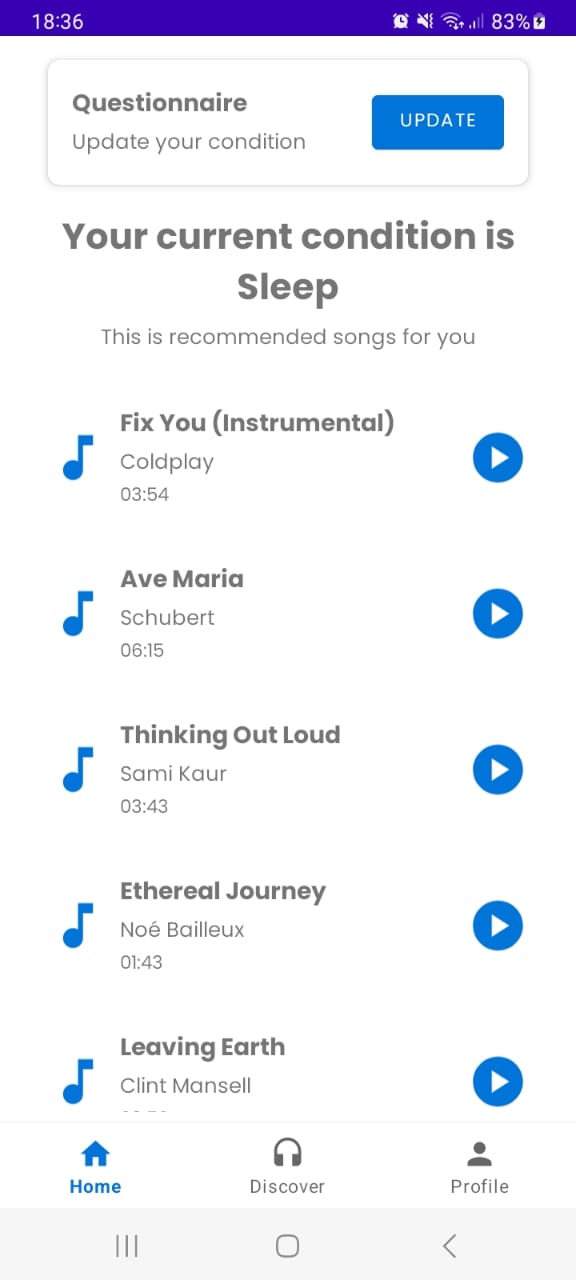 18:36
83%
Questionnaire
Update your condition
UPDATE
Your current condition is
Sleep
This is recommended songs for you
Fix You (Instrumental)
Coldplay
03:54
Ave Maria
Schubert
06:15
Thinking Out Loud
Sami Kaur
03:43
Ethereal Journey
Noé Bailleux
01:43
Leaving Earth
Clint Mansell
Home
Discover
Profile